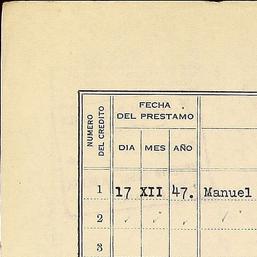 NUMERO
DEL CREDITO
FECHA
DEL PRESTAMO
DIA MES AÑO
1 17 XII 47. Manuel
2 " " " "
3